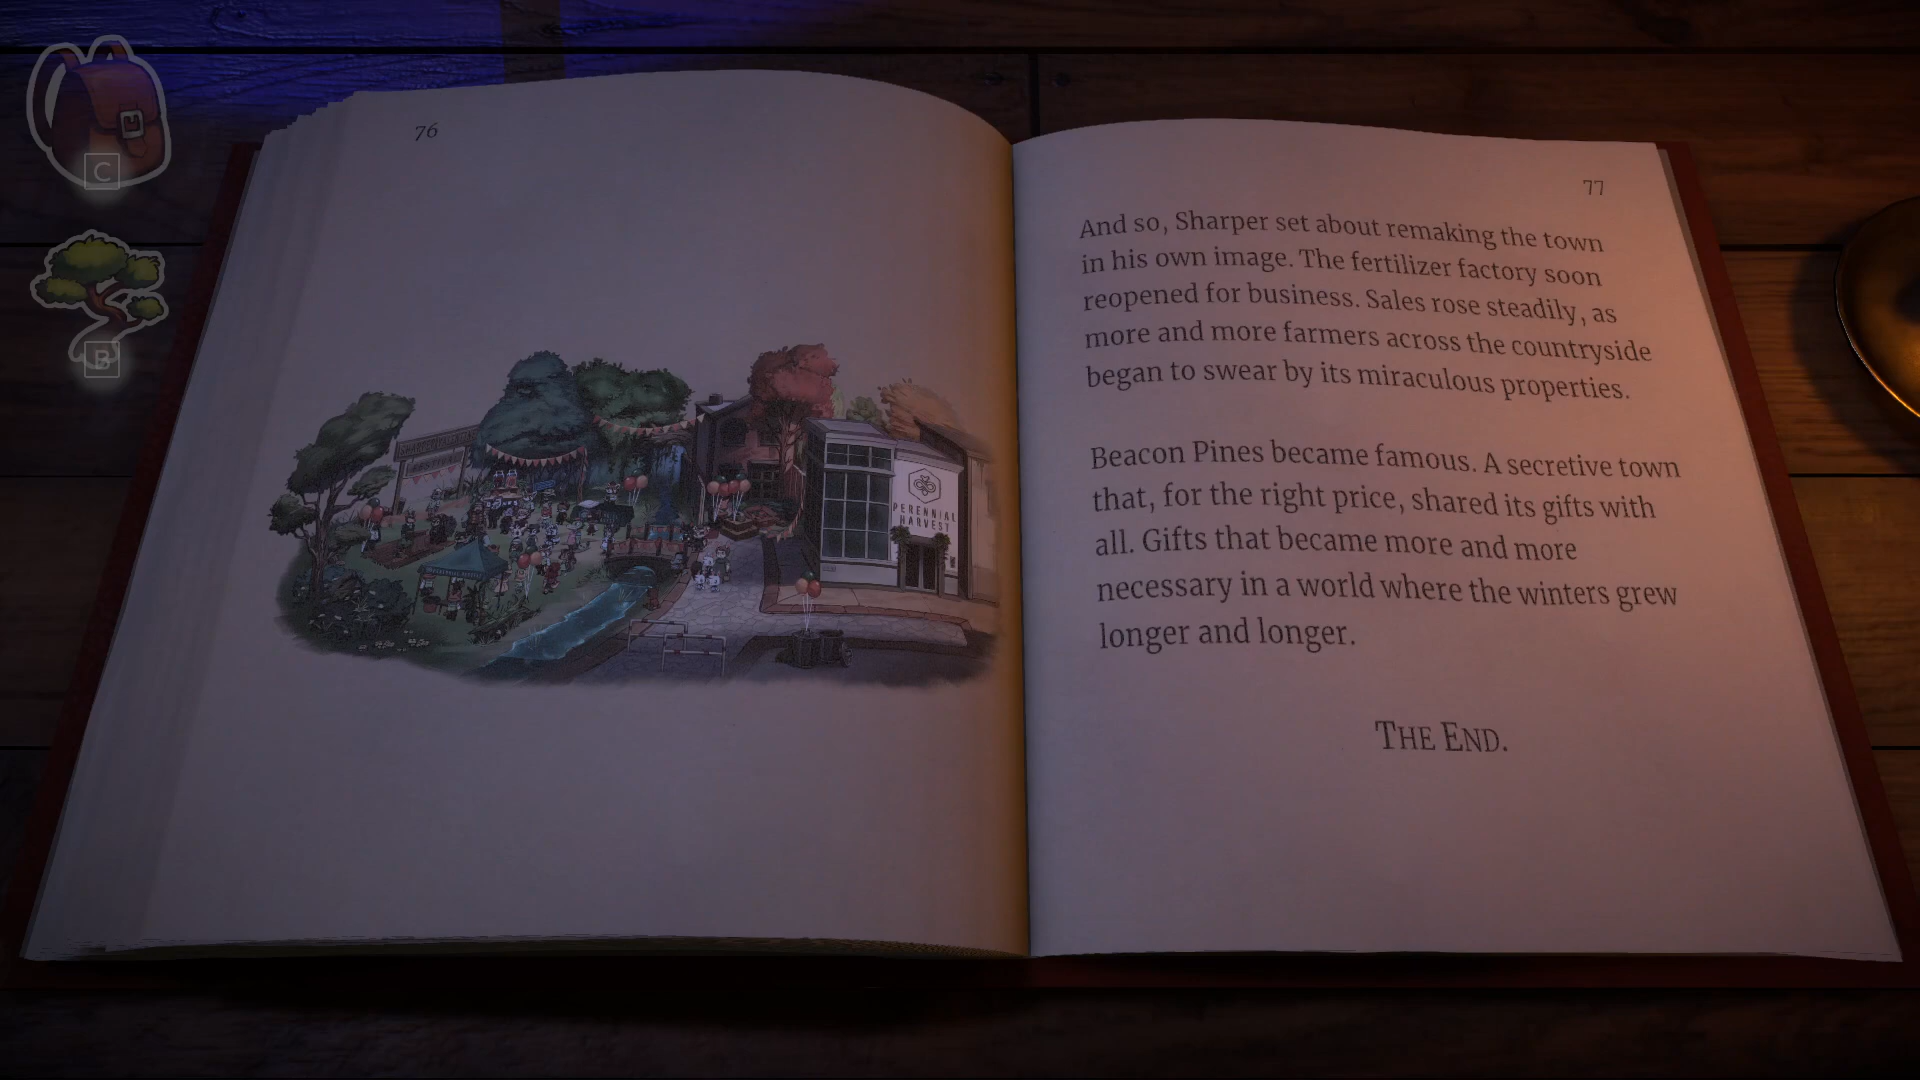 C
B
76
PERENNIAL
HARVEST
77
And so, Sharper set about remaking the town
in his own image. The fertilizer factory soon
reopened for business. Sales rose steadily, as
more and more farmers across the countryside
began to swear by its miraculous properties.
Beacon Pines became famous. A secretive town
that, for the right price, shared its gifts with
all. Gifts that became more and more
necessary in a world where the winters grew
longer and longer.
THE END.